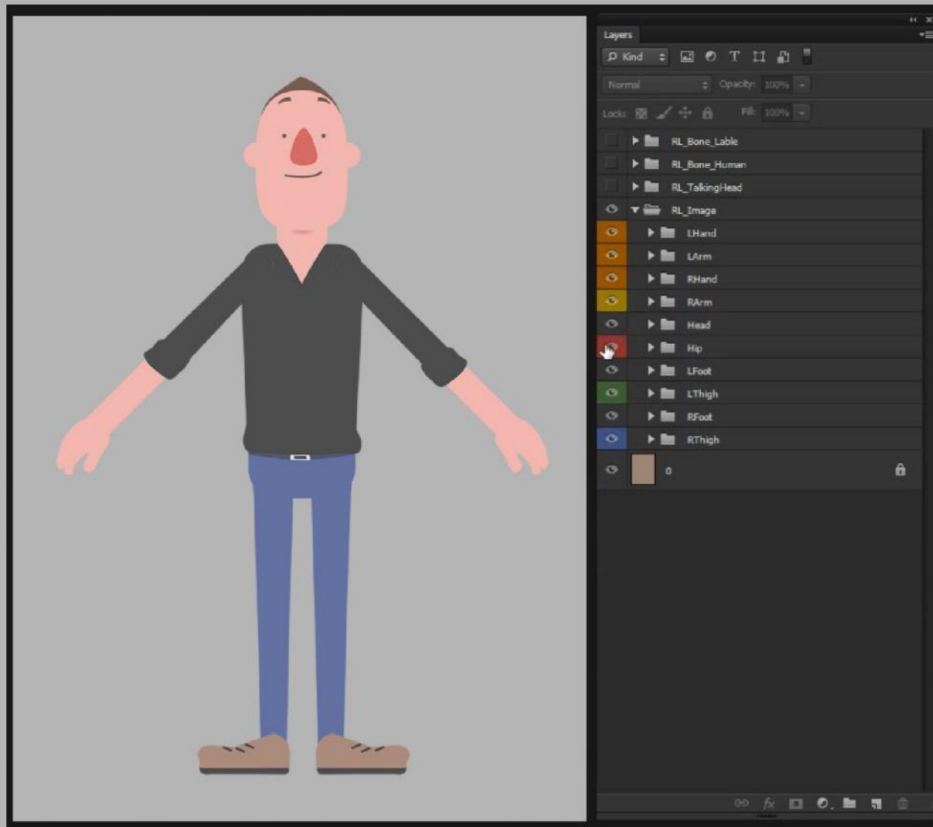 Layers
Kind
Normal Opacity: 100%
Lock: Fill: 100%
RL_Bone_Lable
RL_Bone_Human
RL_TalkingHead
RL_Image
LHand
LArm
RHand
RArm
Head
Hip
LFoot
LThigh
RFoot
RThigh
0
fx